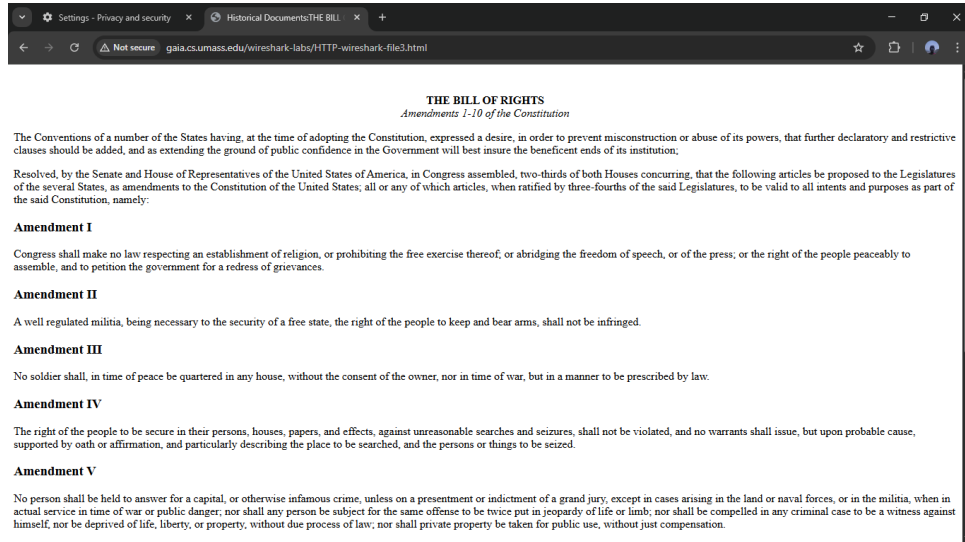 Settings - Privacy and security
Historical Documents:THE BILL
Not secure gaia.cs.umass.edu/wireshark-labs/HTTP-wireshark-file3.html
THE BILL OF RIGHTS
Amendments 1-10 of the Constitution
The Conventions of a number of the States having, at the time of adopting the Constitution, expressed a desire, in order to prevent misconstruction or abuse of its powers, that further declaratory and restrictive
clauses should be added, and as extending the ground of public confidence in the Government will best insure the beneficent ends of its institution;
Resolved, by the Senate and House of Representatives of the United States of America, in Congress assembled, two-thirds of both Houses concurring, that the following articles be proposed to the Legislatures
of the several States, as amendments to the Constitution of the United States; all or any of which articles, when ratified by three-fourths of the said Legislatures, to be valid to all intents and purposes as part of
the said Constitution, namely:
Amendment I
Congress shall make no law respecting an establishment of religion, or prohibiting the free exercise thereof; or abridging the freedom of speech, or of the press; or the right of the people peaceably to
assemble, and to petition the government for a redress of grievances.
Amendment II
A well regulated militia, being necessary to the security of a free state, the right of the people to keep and bear arms, shall not be infringed.
Amendment III
No soldier shall, in time of peace be quartered in any house, without the consent of the owner, nor in time of war, but in a manner to be prescribed by law.
Amendment IV
The right of the people to be secure in their persons, houses, papers, and effects, against unreasonable searches and seizures, shall not be violated, and no warrants shall issue, but upon probable cause,
supported by oath or affirmation, and particularly describing the place to be searched, and the persons or things to be seized.
Amendment V
No person shall be held to answer for a capital, or otherwise infamous crime, unless on a presentment or indictment of a grand jury, except in cases arising in the land or naval forces, or in the militia, when in
actual service in time of war or public danger; nor shall any person be subject for the same offense to be twice put in jeopardy of life or limb; nor shall be compelled in any criminal case to be a witness against
himself, nor be deprived of life, liberty, or property, without due process of law; nor shall private property be taken for public use, without just compensation.